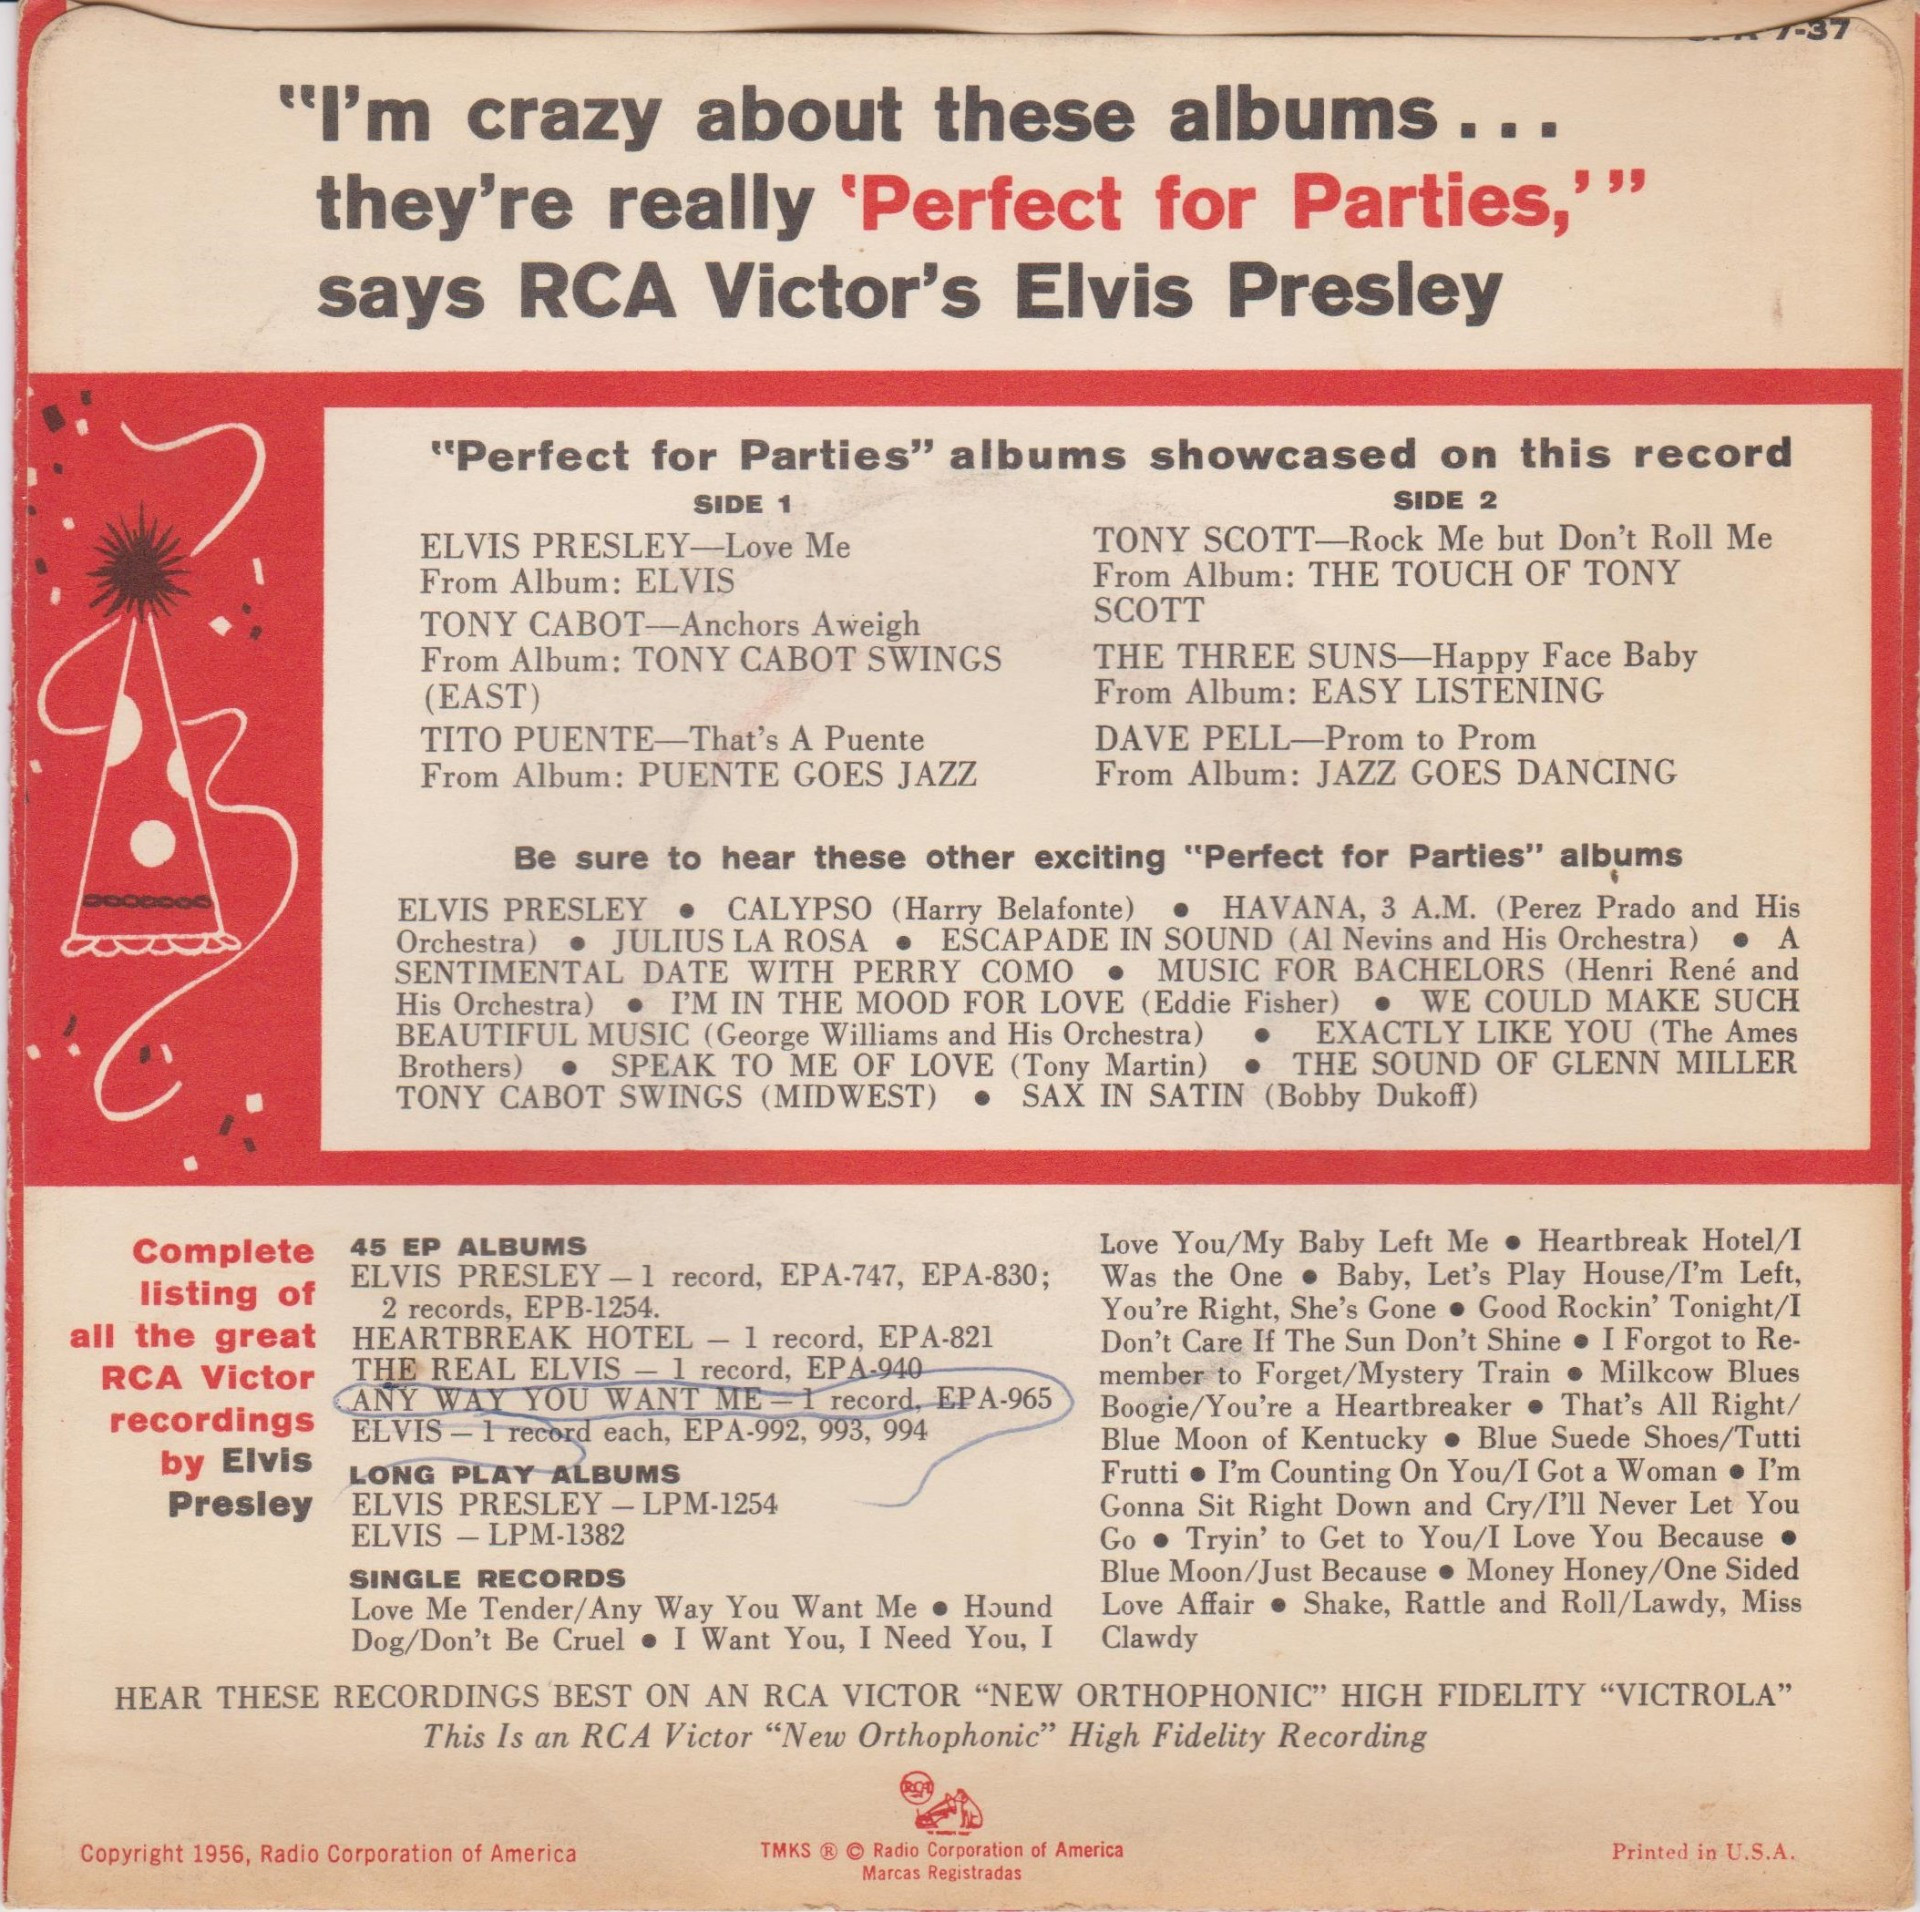 7-37
"I'm crazy about these albums...
they're really 'Perfect for Parties,'"
says RCA Victor's Elvis Presley
"Perfect for Parties" albums showcased on this record
SIDE 1
ELVIS PRESLEY—Love Me
From Album: ELVIS
TONY CABOT—Anchors Aweigh
From Album: TONY CABOT SWINGS
(EAST)
TITO PUENTE—That's A Puente
From Album: PUENTE GOES JAZZ
SIDE 2
TONY SCOTT—Rock Me but Don't Roll Me
From Album: THE TOUCH OF TONY
SCOTT
THE THREE SUNS—Happy Face Baby
From Album: EASY LISTENING
DAVE PELL—Prom to Prom
From Album: JAZZ GOES DANCING
Be sure to hear these other exciting "Perfect for Parties" albums
ELVIS PRESLEY • CALYPSO (Harry Belafonte) • HAVANA, 3 A.M. (Perez Prado and His
Orchestra) • JULIUS LA ROSA • ESCAPADE IN SOUND (Al Nevins and His Orchestra) • A
SENTIMENTAL DATE WITH PERRY COMO • MUSIC FOR BACHELORS (Henri René and
His Orchestra) • I'M IN THE MOOD FOR LOVE (Eddie Fisher) • WE COULD MAKE SUCH
BEAUTIFUL MUSIC (George Williams and His Orchestra) • EXACTLY LIKE YOU (The Ames
Brothers) • SPEAK TO ME OF LOVE (Tony Martin) • THE SOUND OF GLENN MILLER
TONY CABOT SWINGS (MIDWEST) • SAX IN SATIN (Bobby Dukoff)
Complete
listing of
all the great
RCA Victor
recordings
by Elvis
Presley
45 EP ALBUMS
ELVIS PRESLEY – 1 record, EPA-747, EPA-830;
2 records, EPB-1254.
HEARTBREAK HOTEL – 1 record, EPA-821
THE REAL ELVIS – 1 record, EPA-940
ANY WAY YOU WANT ME – 1 record, EPA-965
ELVIS – 1 record each, EPA-992, 993, 994
LONG PLAY ALBUMS
ELVIS PRESLEY – LPM-1254
ELVIS – LPM-1382
SINGLE RECORDS
Love Me Tender/Any Way You Want Me • Hound
Dog/Don't Be Cruel • I Want You, I Need You, I
Love You/My Baby Left Me • Heartbreak Hotel/I
Was the One • Baby, Let's Play House/I'm Left,
You're Right, She's Gone • Good Rockin' Tonight/I
Don't Care If The Sun Don't Shine • I Forgot to Re-
member to Forget/Mystery Train • Milkcow Blues
Boogie/You're a Heartbreaker • That's All Right/
Blue Moon of Kentucky • Blue Suede Shoes/Tutti
Frutti • I'm Counting On You/I Got a Woman • I'm
Gonna Sit Right Down and Cry/I'll Never Let You
Go • Tryin' to Get to You/I Love You Because •
Blue Moon/Just Because • Money Honey/One Sided
Love Affair • Shake, Rattle and Roll/Lawdy, Miss
Clawdy
HEAR THESE RECORDINGS BEST ON AN RCA VICTOR "NEW ORTHOPHONIC" HIGH FIDELITY "VICTROLA"
This Is an RCA Victor "New Orthophonic" High Fidelity Recording
RCA
Copyright 1956, Radio Corporation of America
TMKS ® © Radio Corporation of America
Marcas Registradas
Printed in U.S.A.